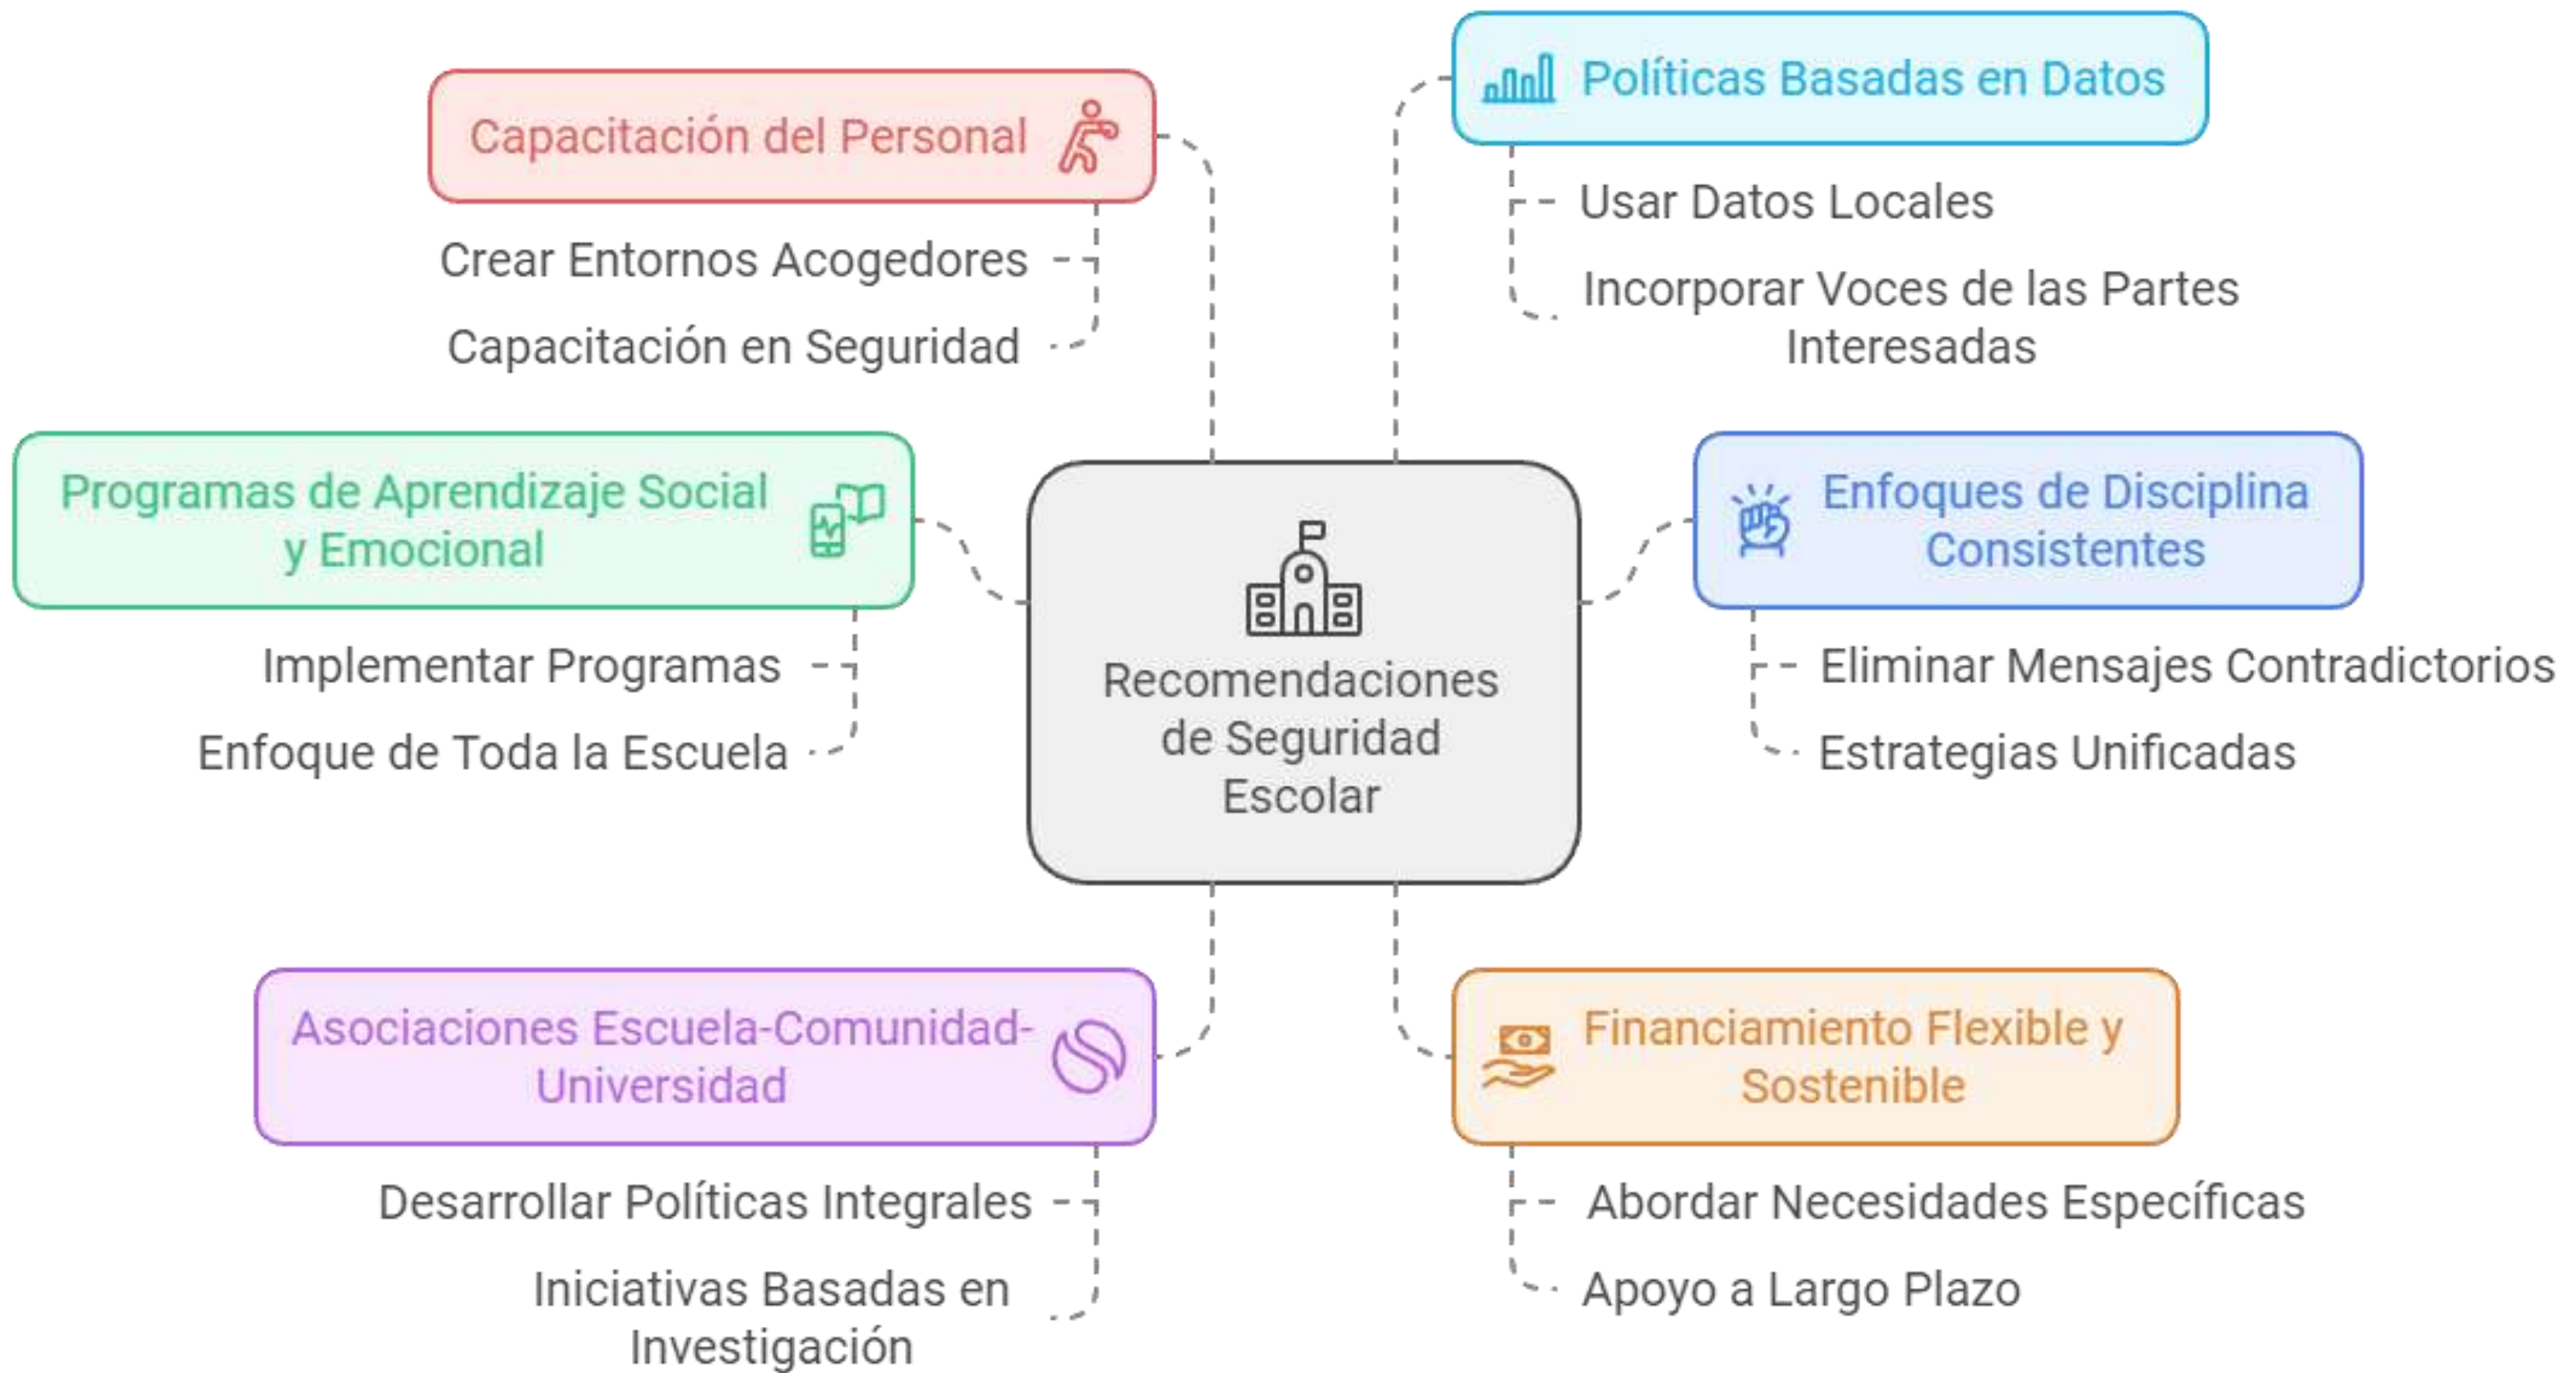 Capacitación del Personal
Crear Entornos Acogedores
Capacitación en Seguridad
Políticas Basadas en Datos
Usar Datos Locales
Incorporar Voces de las Partes
Interesadas
Programas de Aprendizaje Social
y Emocional
Implementar Programas
Enfoque de Toda la Escuela
Recomendaciones
de Seguridad
Escolar
Enfoques de Disciplina
Consistentes
Eliminar Mensajes Contradictorios
Estrategias Unificadas
Asociaciones Escuela-Comunidad-
Universidad
Desarrollar Políticas Integrales
Iniciativas Basadas en
Investigación
Financiamiento Flexible y
Sostenible
Abordar Necesidades Específicas
Apoyo a Largo Plazo